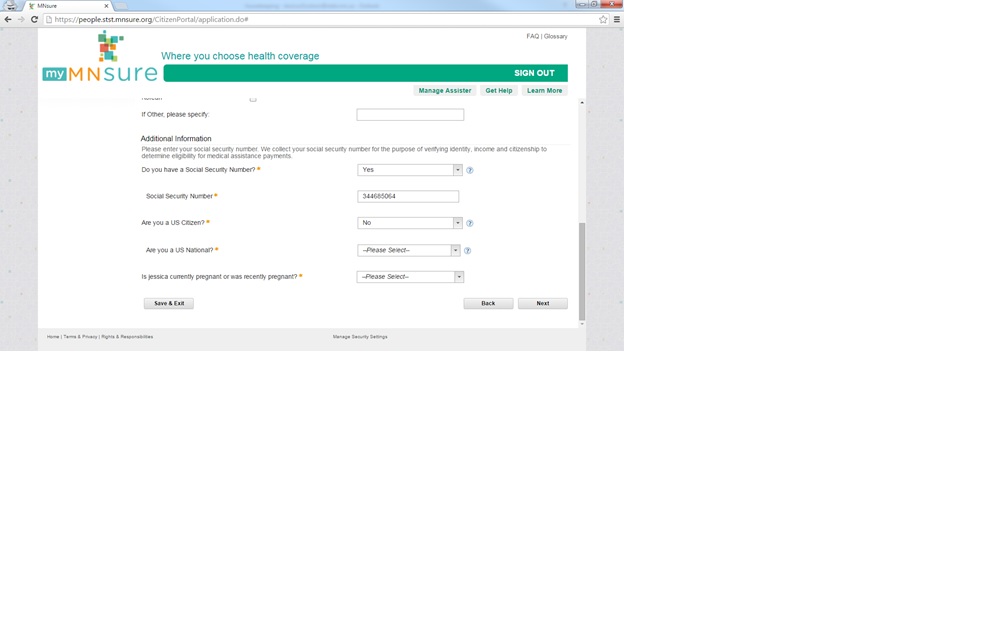 MNsure
https://people.stst.mnsure.org/CitizenPortal/application.do#
FAQ | Glossary
Where you choose health coverage
my MNsure
SIGN OUT
Manage Assister Get Help Learn More
If Other, please specify:
Additional Information
Please enter your social security number. We collect your social security number for the purpose of verifying identity, income and citizenship to
determine eligibility for medical assistance payments
Do you have a Social Security Number?* Yes
Social Security Number* 344685064
Are you a US Citizen?* No
Are you a US National?* --Please Select--
Is jessica currently pregnant or was recently pregnant?* --Please Select--
Save & Exit Back Next
Home | Terms & Privacy | Rights & Responsibilities Manage Security Settings